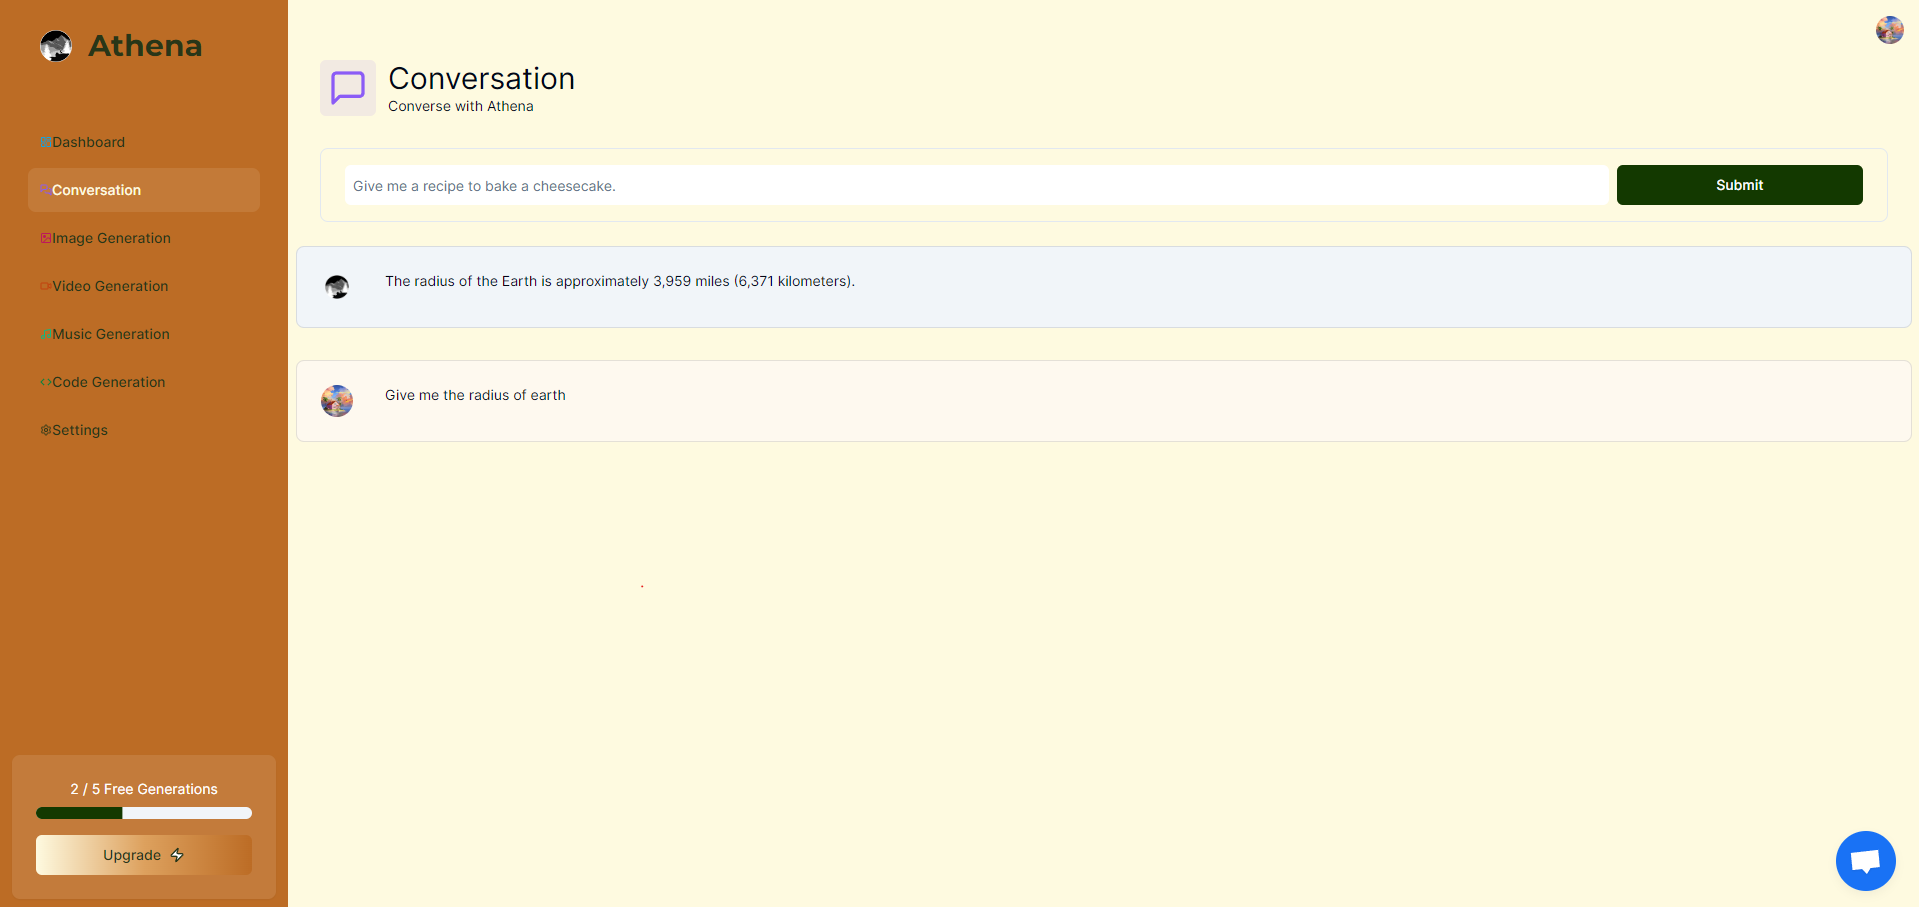 Athena
Dashboard
Conversation
Image Generation
Video Generation
Music Generation
Code Generation
Settings
2 / 5 Free Generations
Upgrade
Conversation
Converse with Athena
Give me a recipe to bake a cheesecake.
Submit
The radius of the Earth is approximately 3,959 miles (6,371 kilometers).
Give me the radius of earth